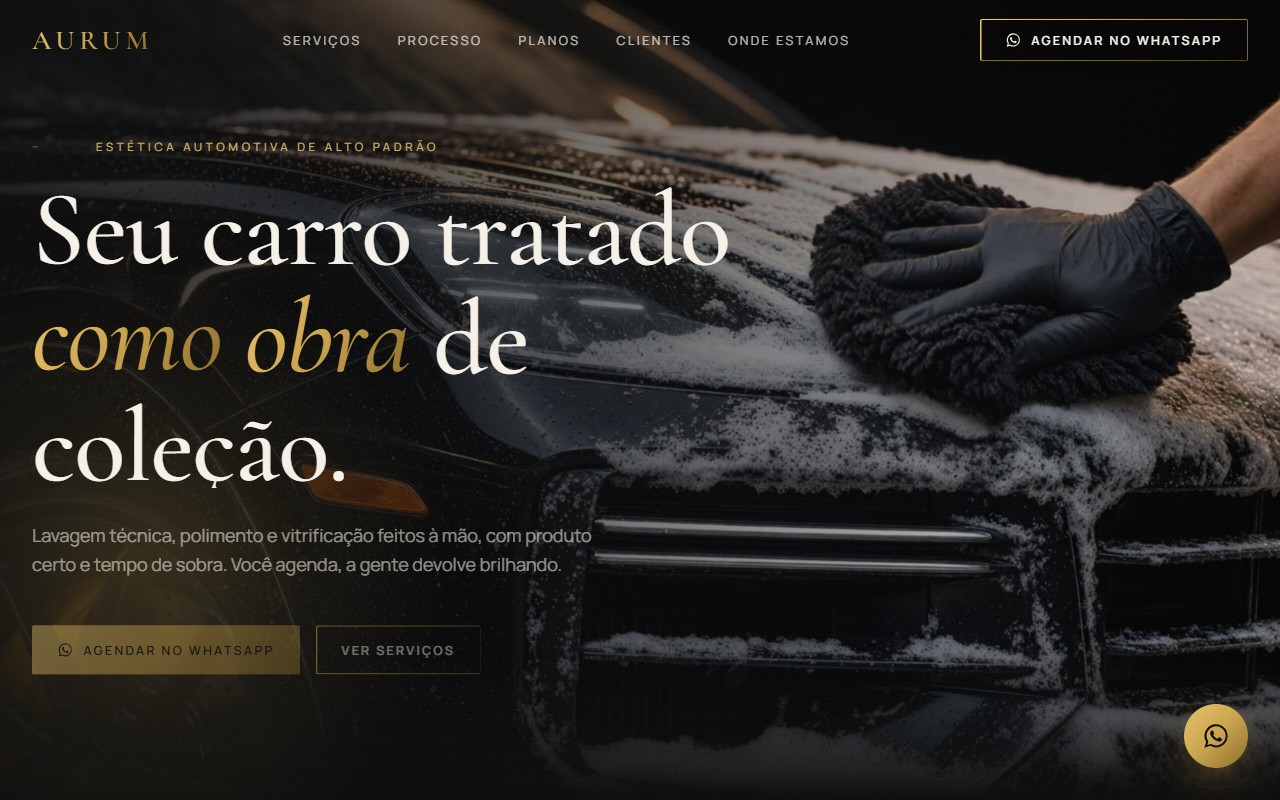 AURUM
SERVIÇOS PROCESSO PLANOS CLIENTES ONDE ESTAMOS
AGENDAR NO WHATSAPP
ESTÉTICA AUTOMOTIVA DE ALTO PADRÃO
Seu carro tratado
como obra de
coleção.
Lavagem técnica, polimento e vitrificação feitos à mão, com produto
certo e tempo de sobra. Você agenda, a gente devolve brilhando.
AGENDAR NO WHATSAPP
VER SERVIÇOS